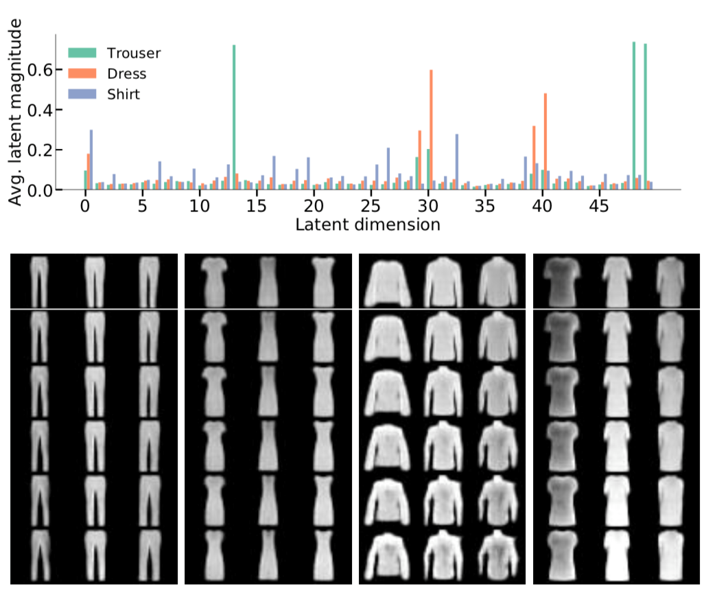 Avg. latent magnitude
0.6
0.4
0.2
0.0
Trouser
Dress
Shirt
0 5 10 15 20 25 30 35 40 45
Latent dimension